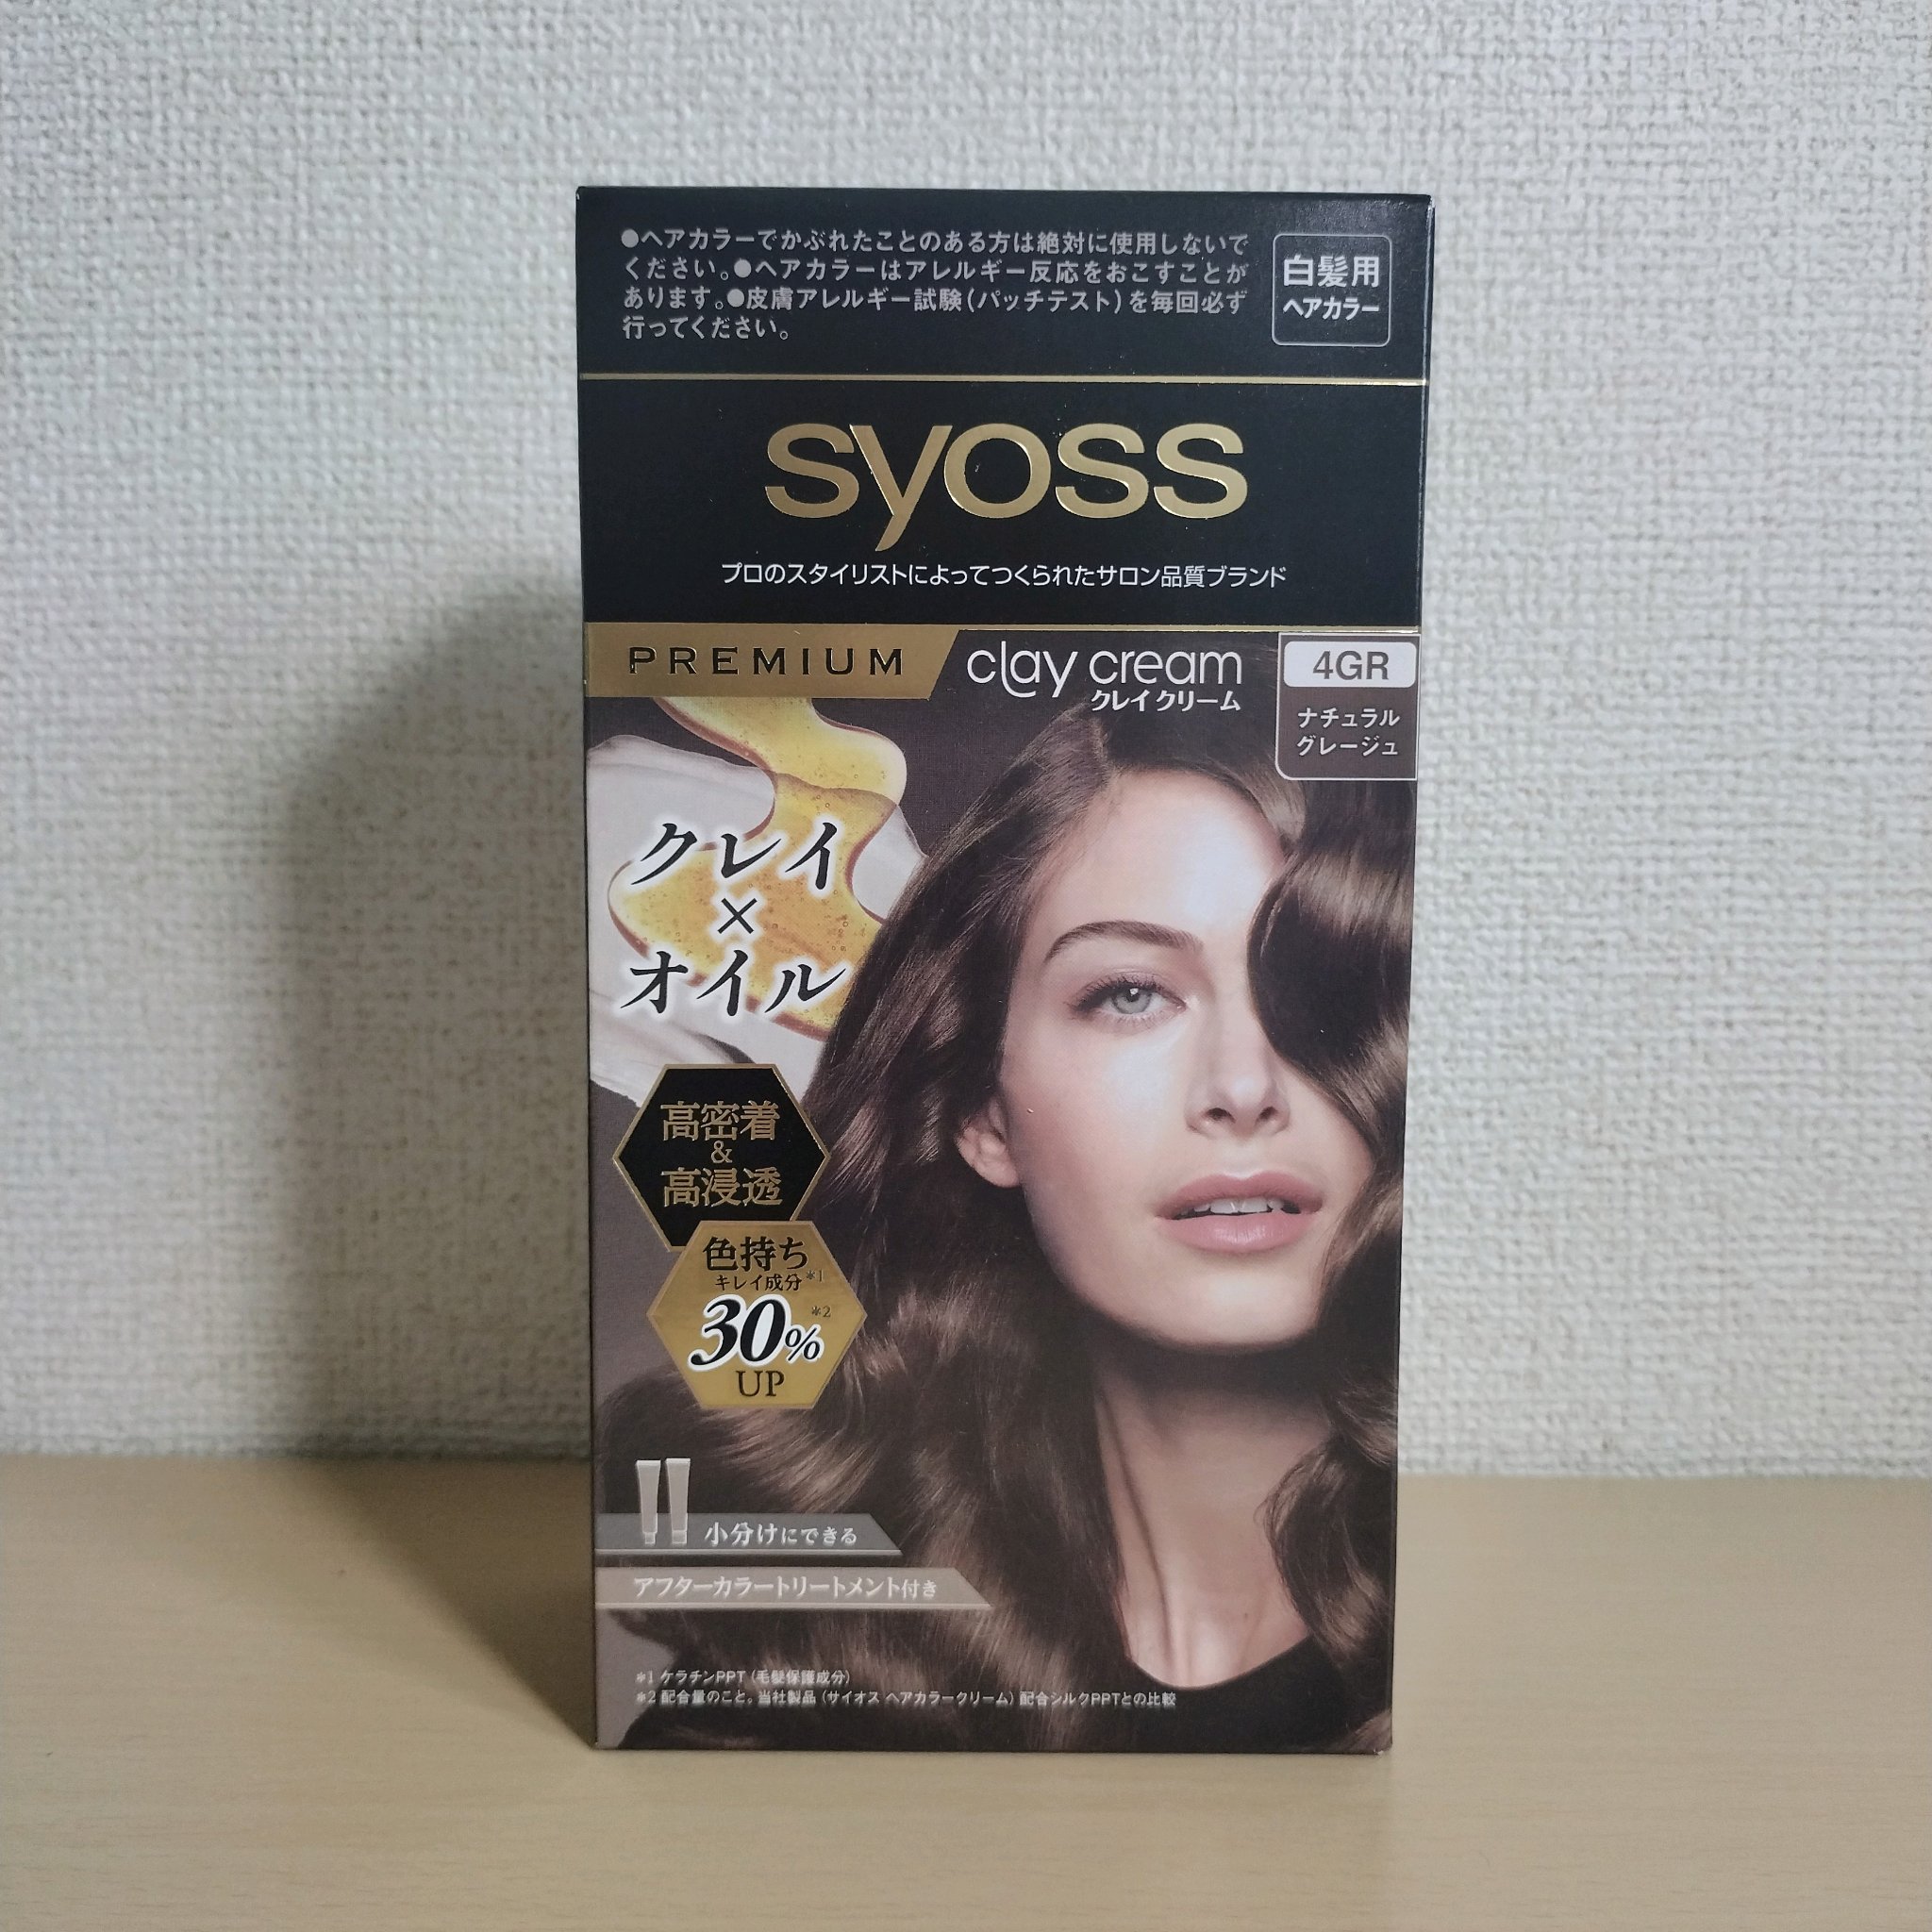 ●ヘアカラーでかぶれたことのある方は絶対に使用しないで
ください。●ヘアカラーはアレルギー反応をおこすことが
あります。●皮膚アレルギー試験(パッチテスト)を毎回必ず
行ってください。
白髪用
ヘアカラー
syoss
プロのスタイリストによってつくられたサロン品質ブランド
PREMIUM
clay cream
クレイクリーム
4GR
ナチュラル
グレージュ
クレイ
×
オイル
高密着
&
高浸透
色持ち
キレイ成分*1
30%*2
UP
小分けにできる
アフターカラートリートメント付き
*1 ケラチンPPT(毛髪保護成分)
*2 配合量のこと。当社製品(サイオス ヘアカラークリーム)配合シルクPPTとの比較